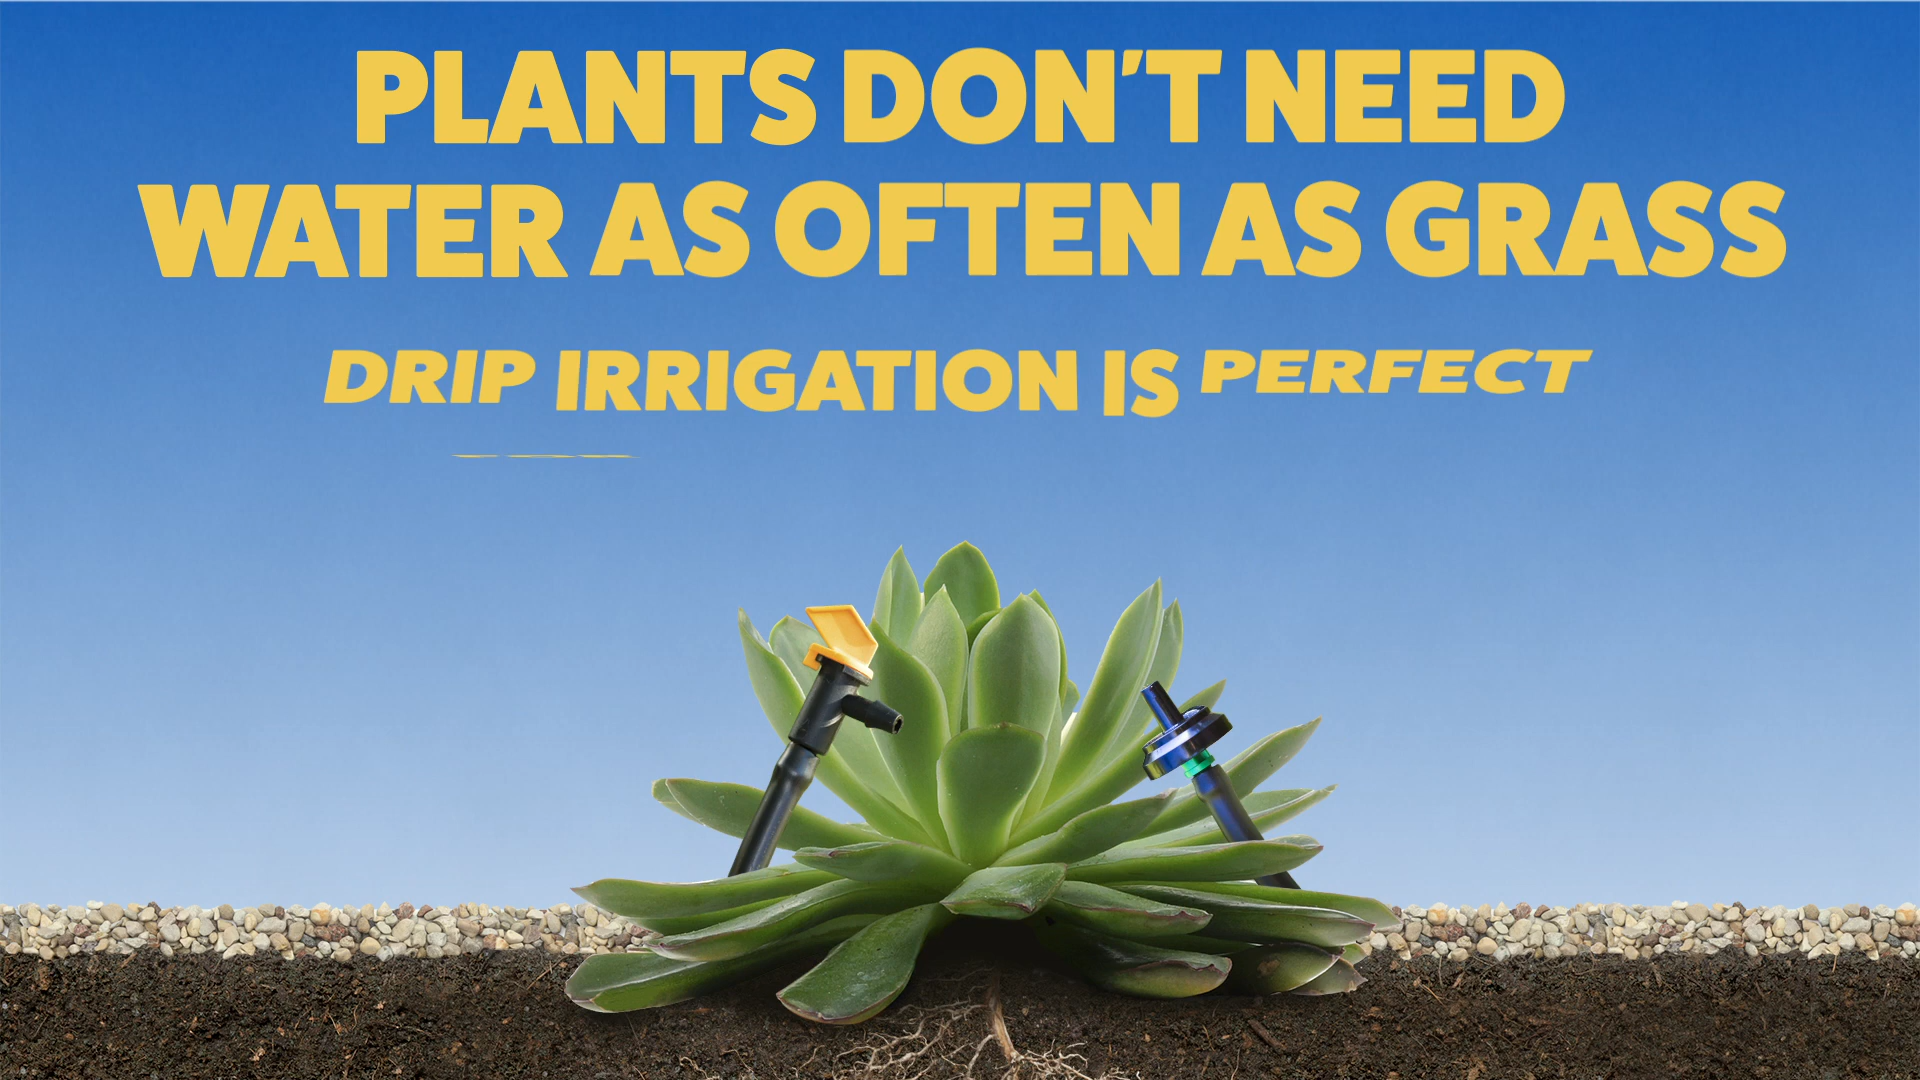 PLANTS DON'T NEED
WATER AS OFTEN AS GRASS
DRIP IRRIGATION IS PERFECT